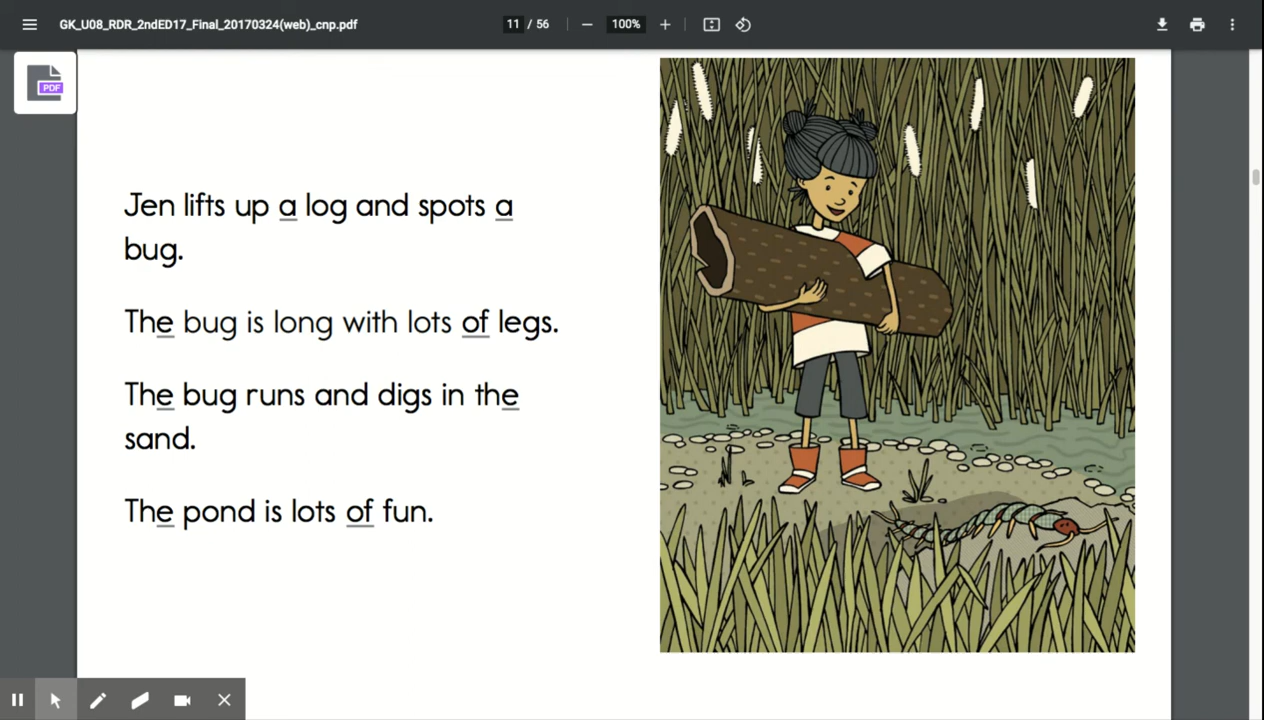 GK_U08_RDR_2ndED17_Final_20170324(web)_cnp.pdf
11 / 56
100%
PDF
Jen lifts up a log and spots a
bug.
The bug is long with lots of legs.
The bug runs and digs in the
sand.
The pond is lots of fun.